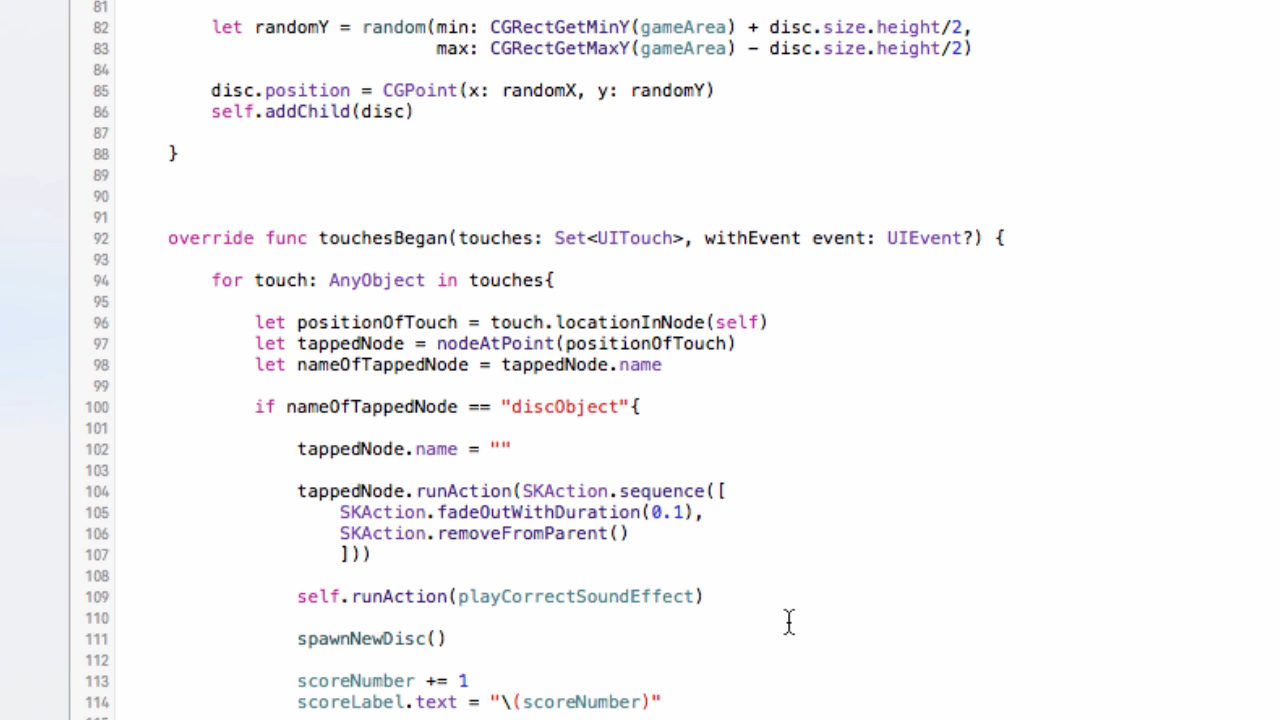 81
82 let randomY = random(min: CGRectGetMinY(gameArea) + disc.size.height/2,
83 max: CGRectGetMaxY(gameArea) - disc.size.height/2)
84
85 disc.position = CGPoint(x: randomX, y: randomY)
86 self.addChild(disc)
87
88 }
89
90
91
92 override func touchesBegan(touches: Set<UITouch>, withEvent event: UIEvent?) {
93
94 for touch: AnyObject in touches{
95
96 let positionOfTouch = touch.locationInNode(self)
97 let tappedNode = nodeAtPoint(positionOfTouch)
98 let nameOfTappedNode = tappedNode.name
99
100 if nameOfTappedNode == "discObject"{
101
102 tappedNode.name = ""
103
104 tappedNode.runAction(SKAction.sequence([
105 SKAction.fadeOutWithDuration(0.1),
106 SKAction.removeFromParent()
107 ]))
108
109 self.runAction(playCorrectSoundEffect)
110
111 spawnNewDisc()
112
113 scoreNumber += 1
114 scoreLabel.text = "\(scoreNumber)"
115